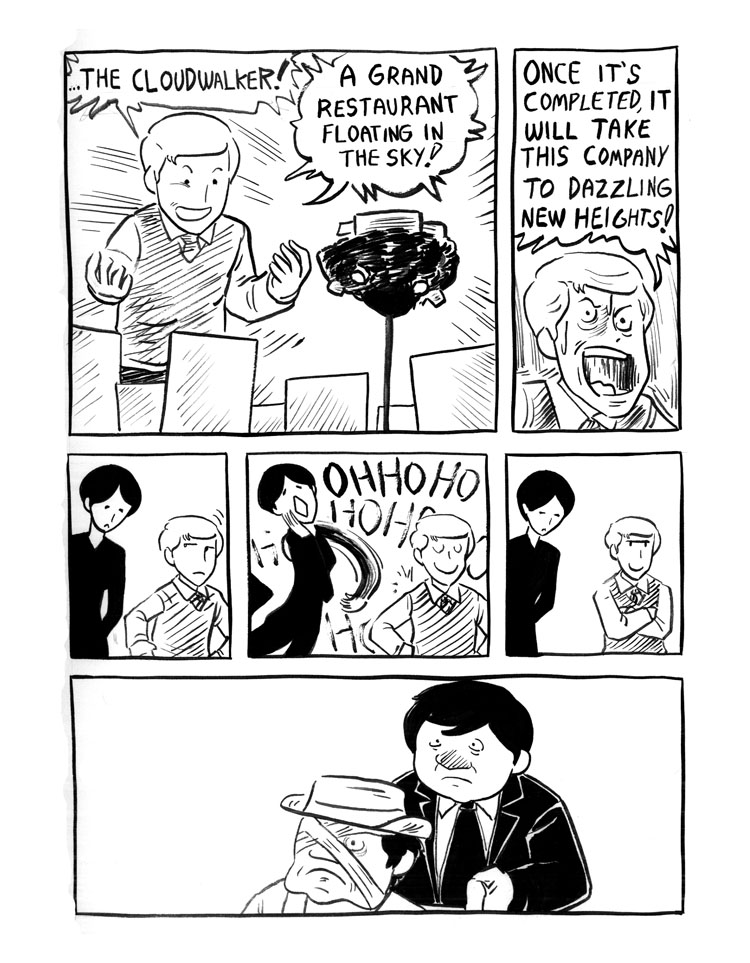 ...THE CLOUDWALKER!
A GRAND
RESTAURANT
FLOATING IN
THE SKY!
ONCE IT'S
COMPLETED, IT
WILL TAKE
THIS COMPANY
TO DAZZLING
NEW HEIGHTS!
OHHOHO
HOHO